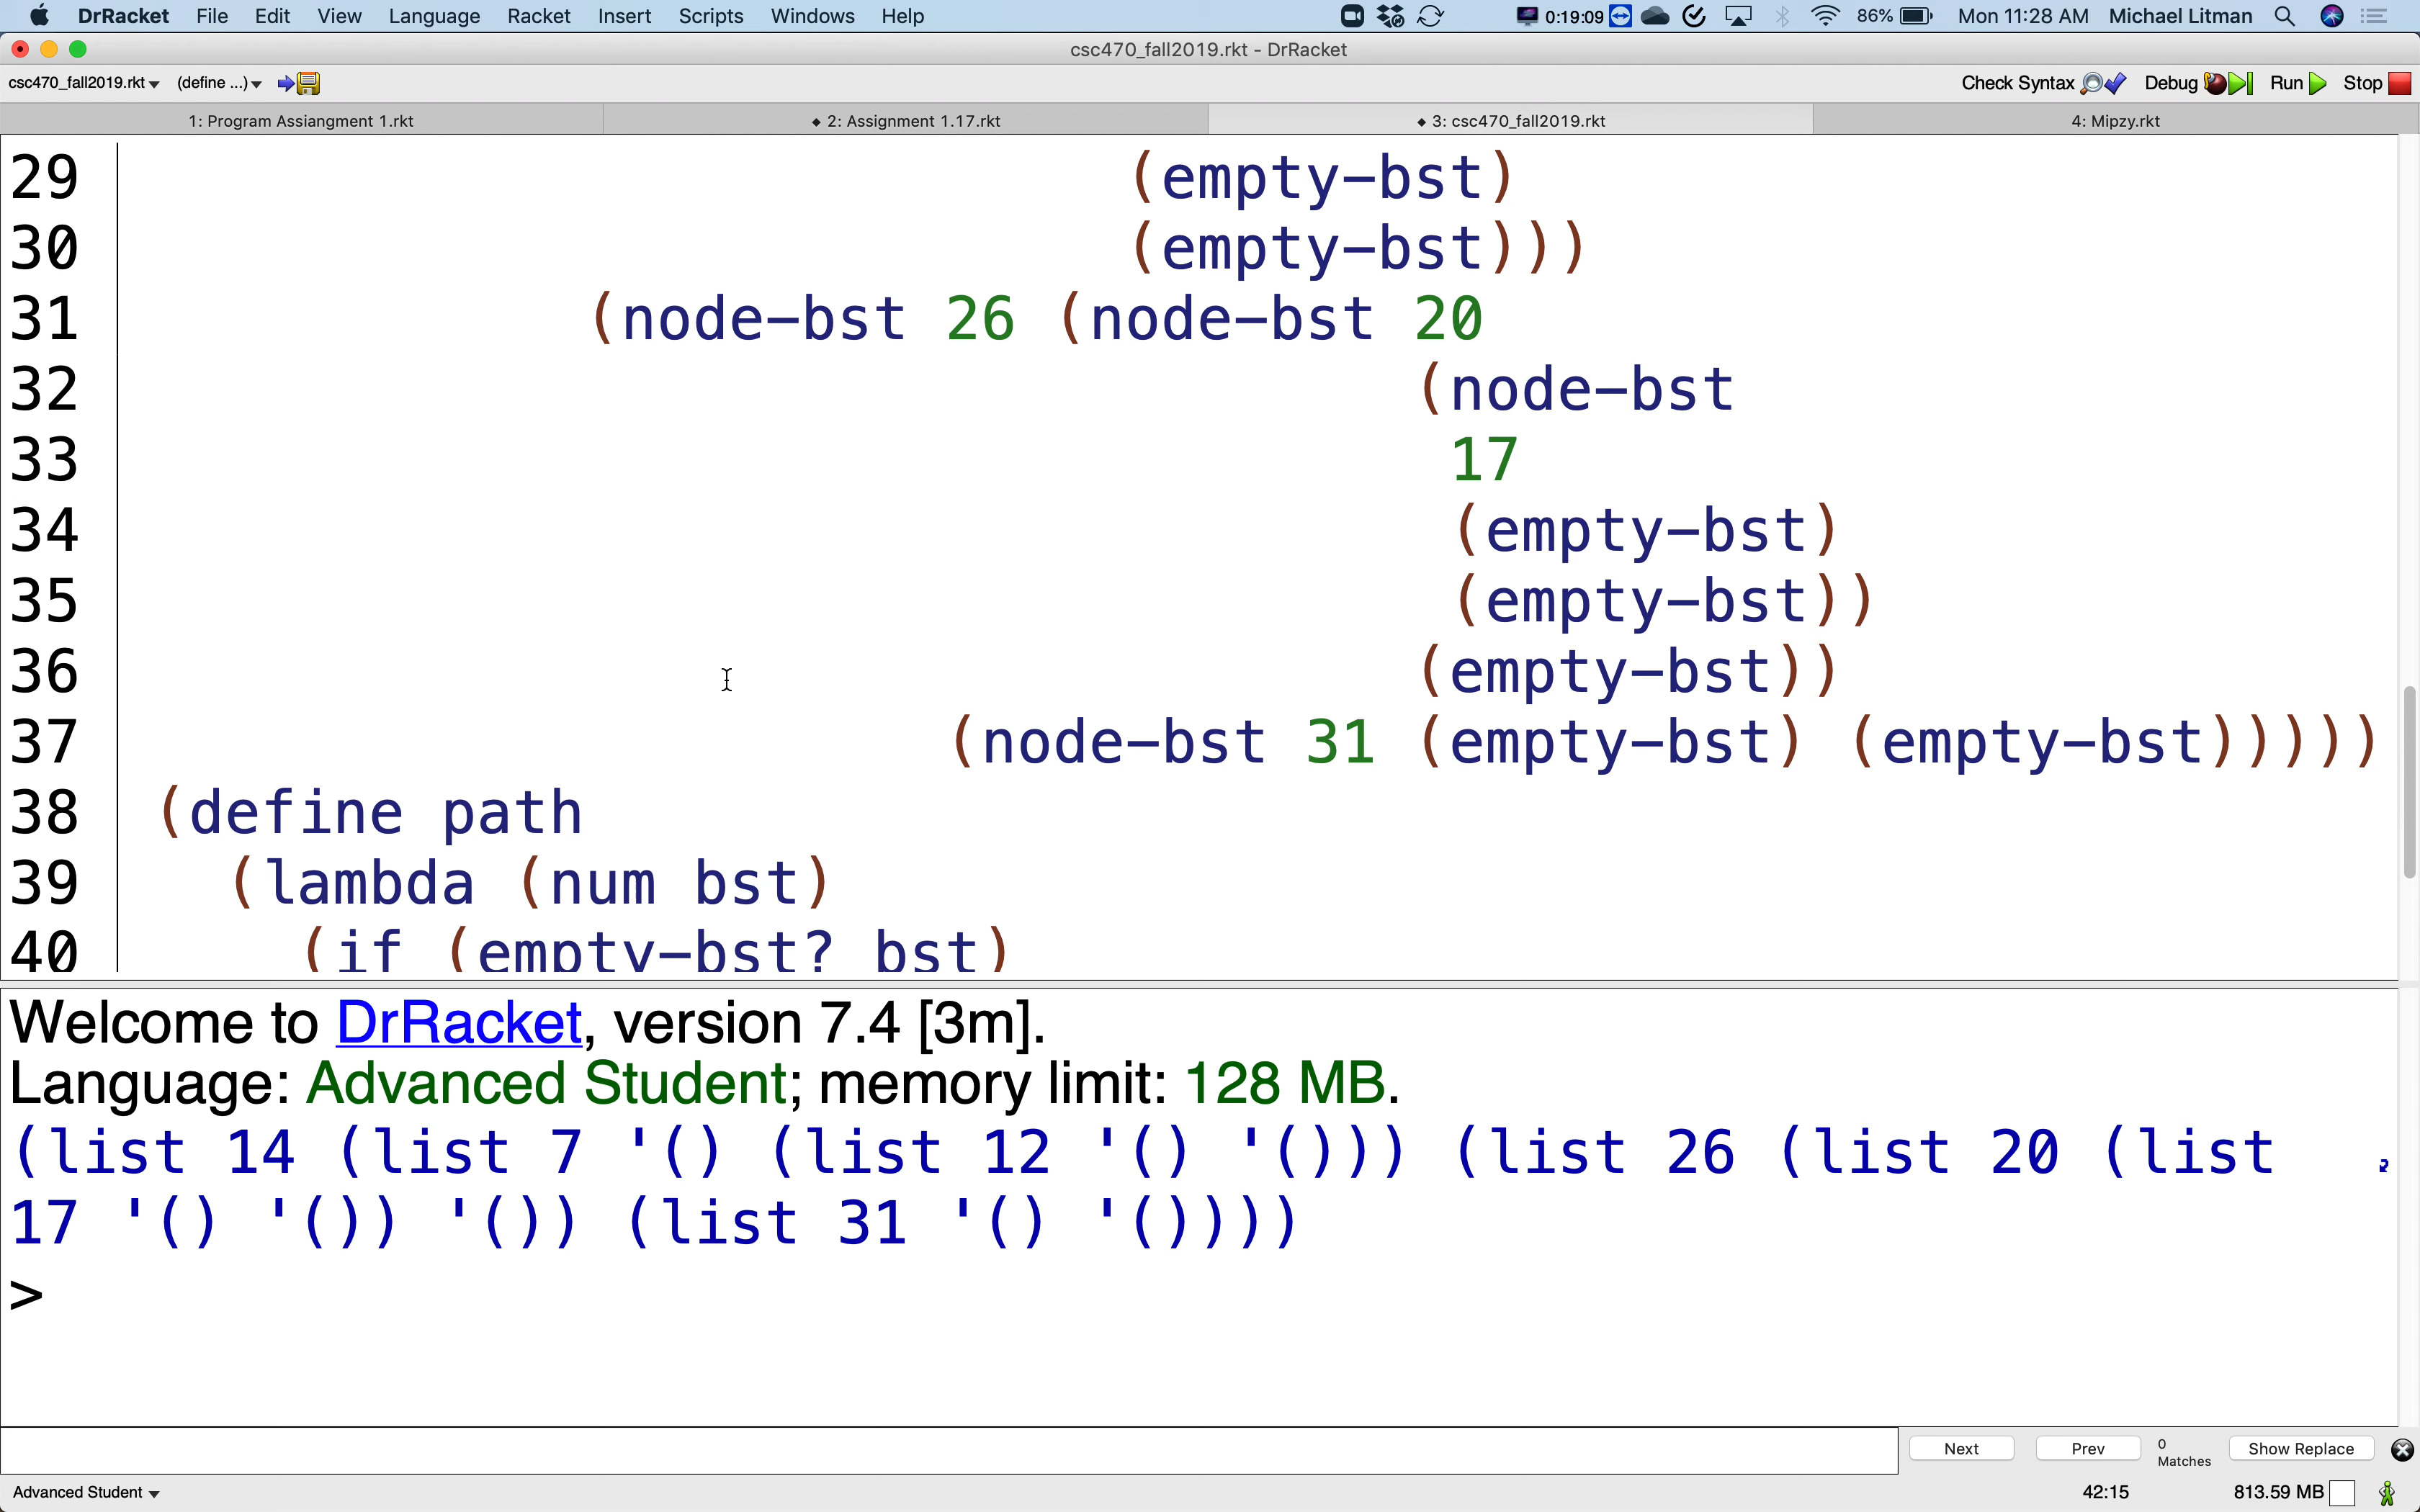 DrRacket File Edit View Language Racket Insert Scripts Windows Help 0:19:09 86% Mon 11:28 AM Michael Litman
csc470_fall2019.rkt - DrRacket
csc470_fall2019.rkt (define ...) Check Syntax Debug Run Stop
1: Program Assiangment 1.rkt ◆ 2: Assignment 1.17.rkt ◆ 3: csc470_fall2019.rkt 4: Mipzy.rkt
29 (empty-bst)
30 (empty-bst)))
31 (node-bst 26 (node-bst 20
32 (node-bst
33 17
34 (empty-bst)
35 (empty-bst))
36 (empty-bst))
37 (node-bst 31 (empty-bst) (empty-bst)))))
38 (define path
39 (lambda (num bst)
40 (if (empty-bst? bst)
Welcome to DrRacket, version 7.4 [3m].
Language: Advanced Student; memory limit: 128 MB.
(list 14 (list 7 '() (list 12 '() '())) (list 26 (list 20 (list
17 '() '()) '()) (list 31 '() '())))
>
Next Prev 0 Matches Show Replace
Advanced Student 42:15 813.59 MB